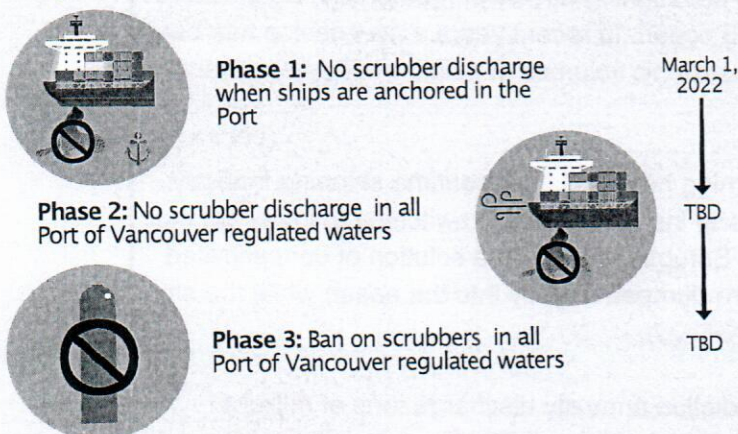 Phase 1: No scrubber discharge
when ships are anchored in the
Port
March 1,
2022
Phase 2: No scrubber discharge in all
Port of Vancouver regulated waters
TBD
Phase 3: Ban on scrubbers in all
Port of Vancouver regulated waters
TBD